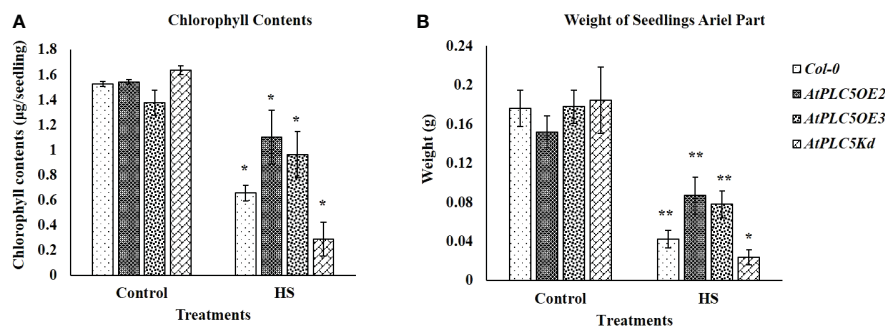 A
Chlorophyll Contents
Chlorophyll contents (µg/seedling)
1.8
1.6
1.4
1.2
1
0.8
0.6
0.4
0.2
0
*
*
*
*
Control
HS
Treatments
B
Weight of Seedlings Ariel Part
Weight (g)
0.24
0.2
0.16
0.12
0.08
0.04
0
**
**
**
*
Control
HS
Treatments
Col-0
AtPLC5OE2
AtPLC5OE3
AtPLC5Kd